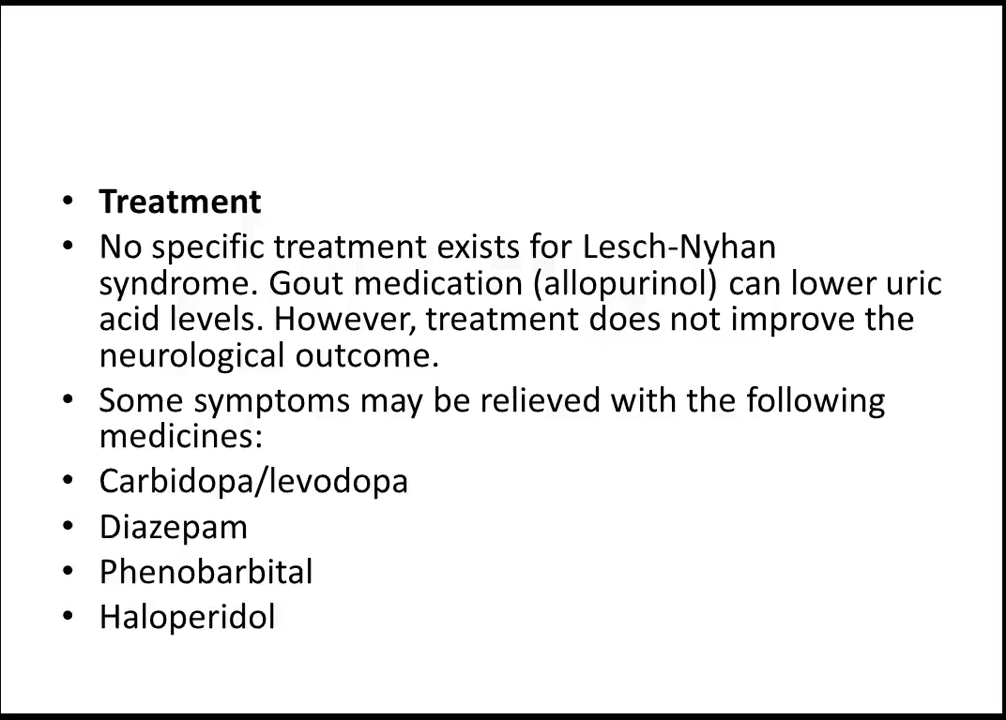 • Treatment
• No specific treatment exists for Lesch-Nyhan
syndrome. Gout medication (allopurinol) can lower uric
acid levels. However, treatment does not improve the
neurological outcome.
• Some symptoms may be relieved with the following
medicines:
• Carbidopa/levodopa
• Diazepam
• Phenobarbital
• Haloperidol